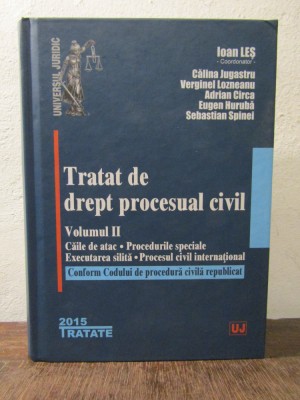 UNIVERSUL JURIDIC
Ioan LEȘ
- Coordonator -
Călina Jugastru
Verginel Lozneanu
Adrian Circa
Eugen Hurubă
Sebastian Spinei
Tratat de
drept procesual civil
Volumul II
Căile de atac • Procedurile speciale
Executarea silită • Procesul civil internațional
Conform Codului de procedură civilă republicat
2015
TRATATE
UJ